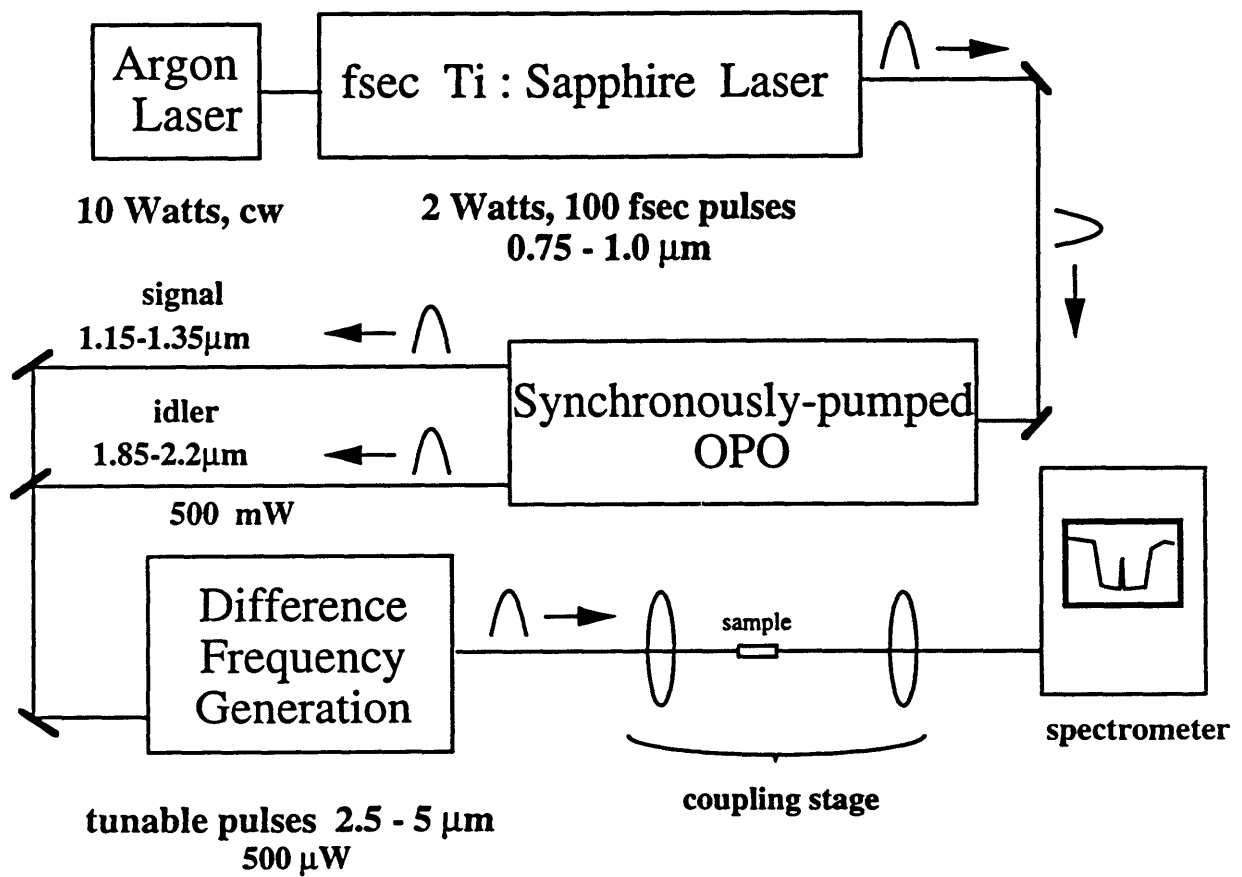 Argon
Laser
fsec Ti : Sapphire Laser
10 Watts, cw
2 Watts, 100 fsec pulses
0.75 - 1.0 μm
signal
1.15-1.35μm
idler
1.85-2.2μm
500 mW
Synchronously-pumped
OPO
Difference
Frequency
Generation
tunable pulses 2.5 - 5 μm
500 μW
sample
coupling stage
spectrometer